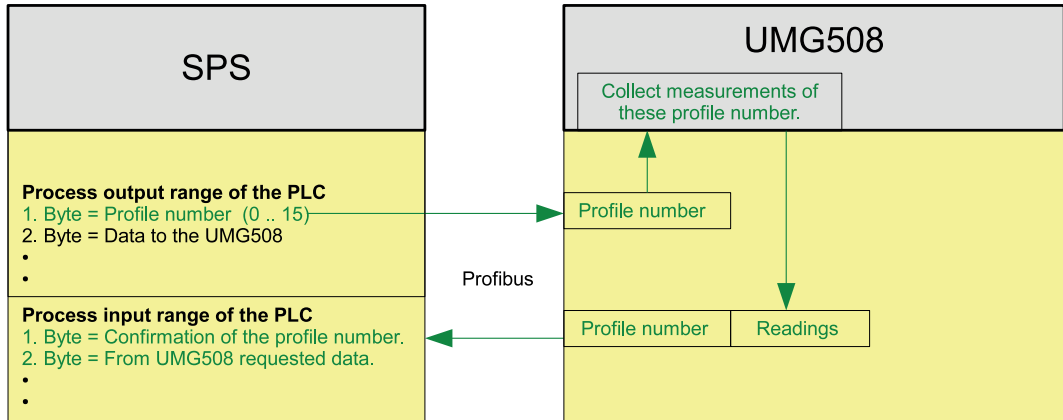 SPS
Process output range of the PLC
1. Byte = Profile number  (0 .. 15)
2. Byte = Data to the UMG508
•
•
Process input range of the PLC
1. Byte = Confirmation of the profile number.
2. Byte = From UMG508 requested data.
•
•
Profibus
UMG508
Collect measurements of
these profile number.
Profile number
Profile number
Readings